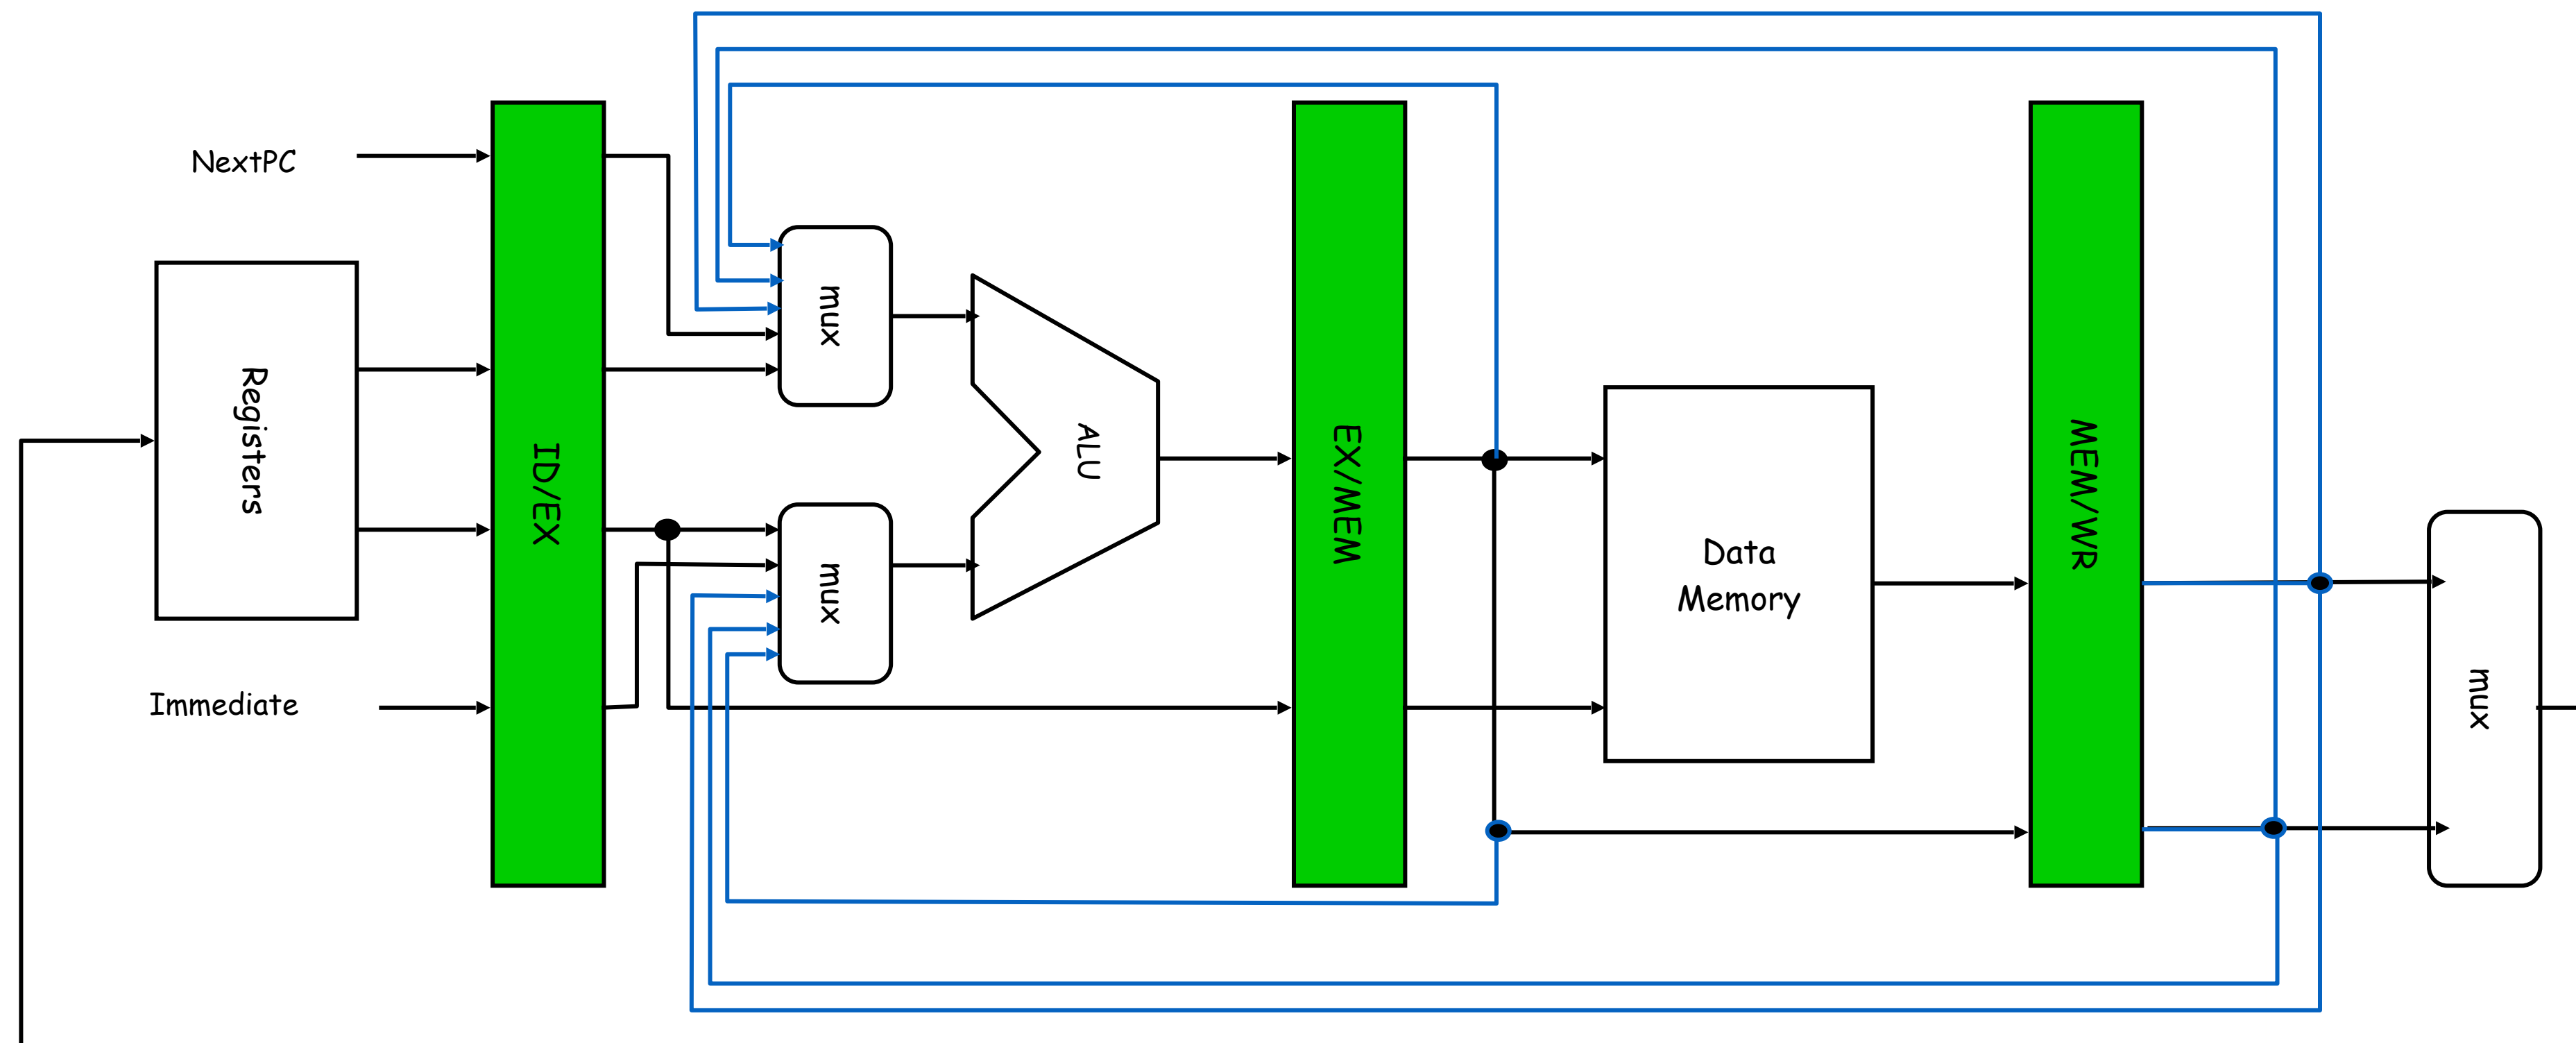 NextPC
Registers
Immediate
ID/EX
mux
mux
ALU
EX/MEM
Data
Memory
MEM/WR
mux